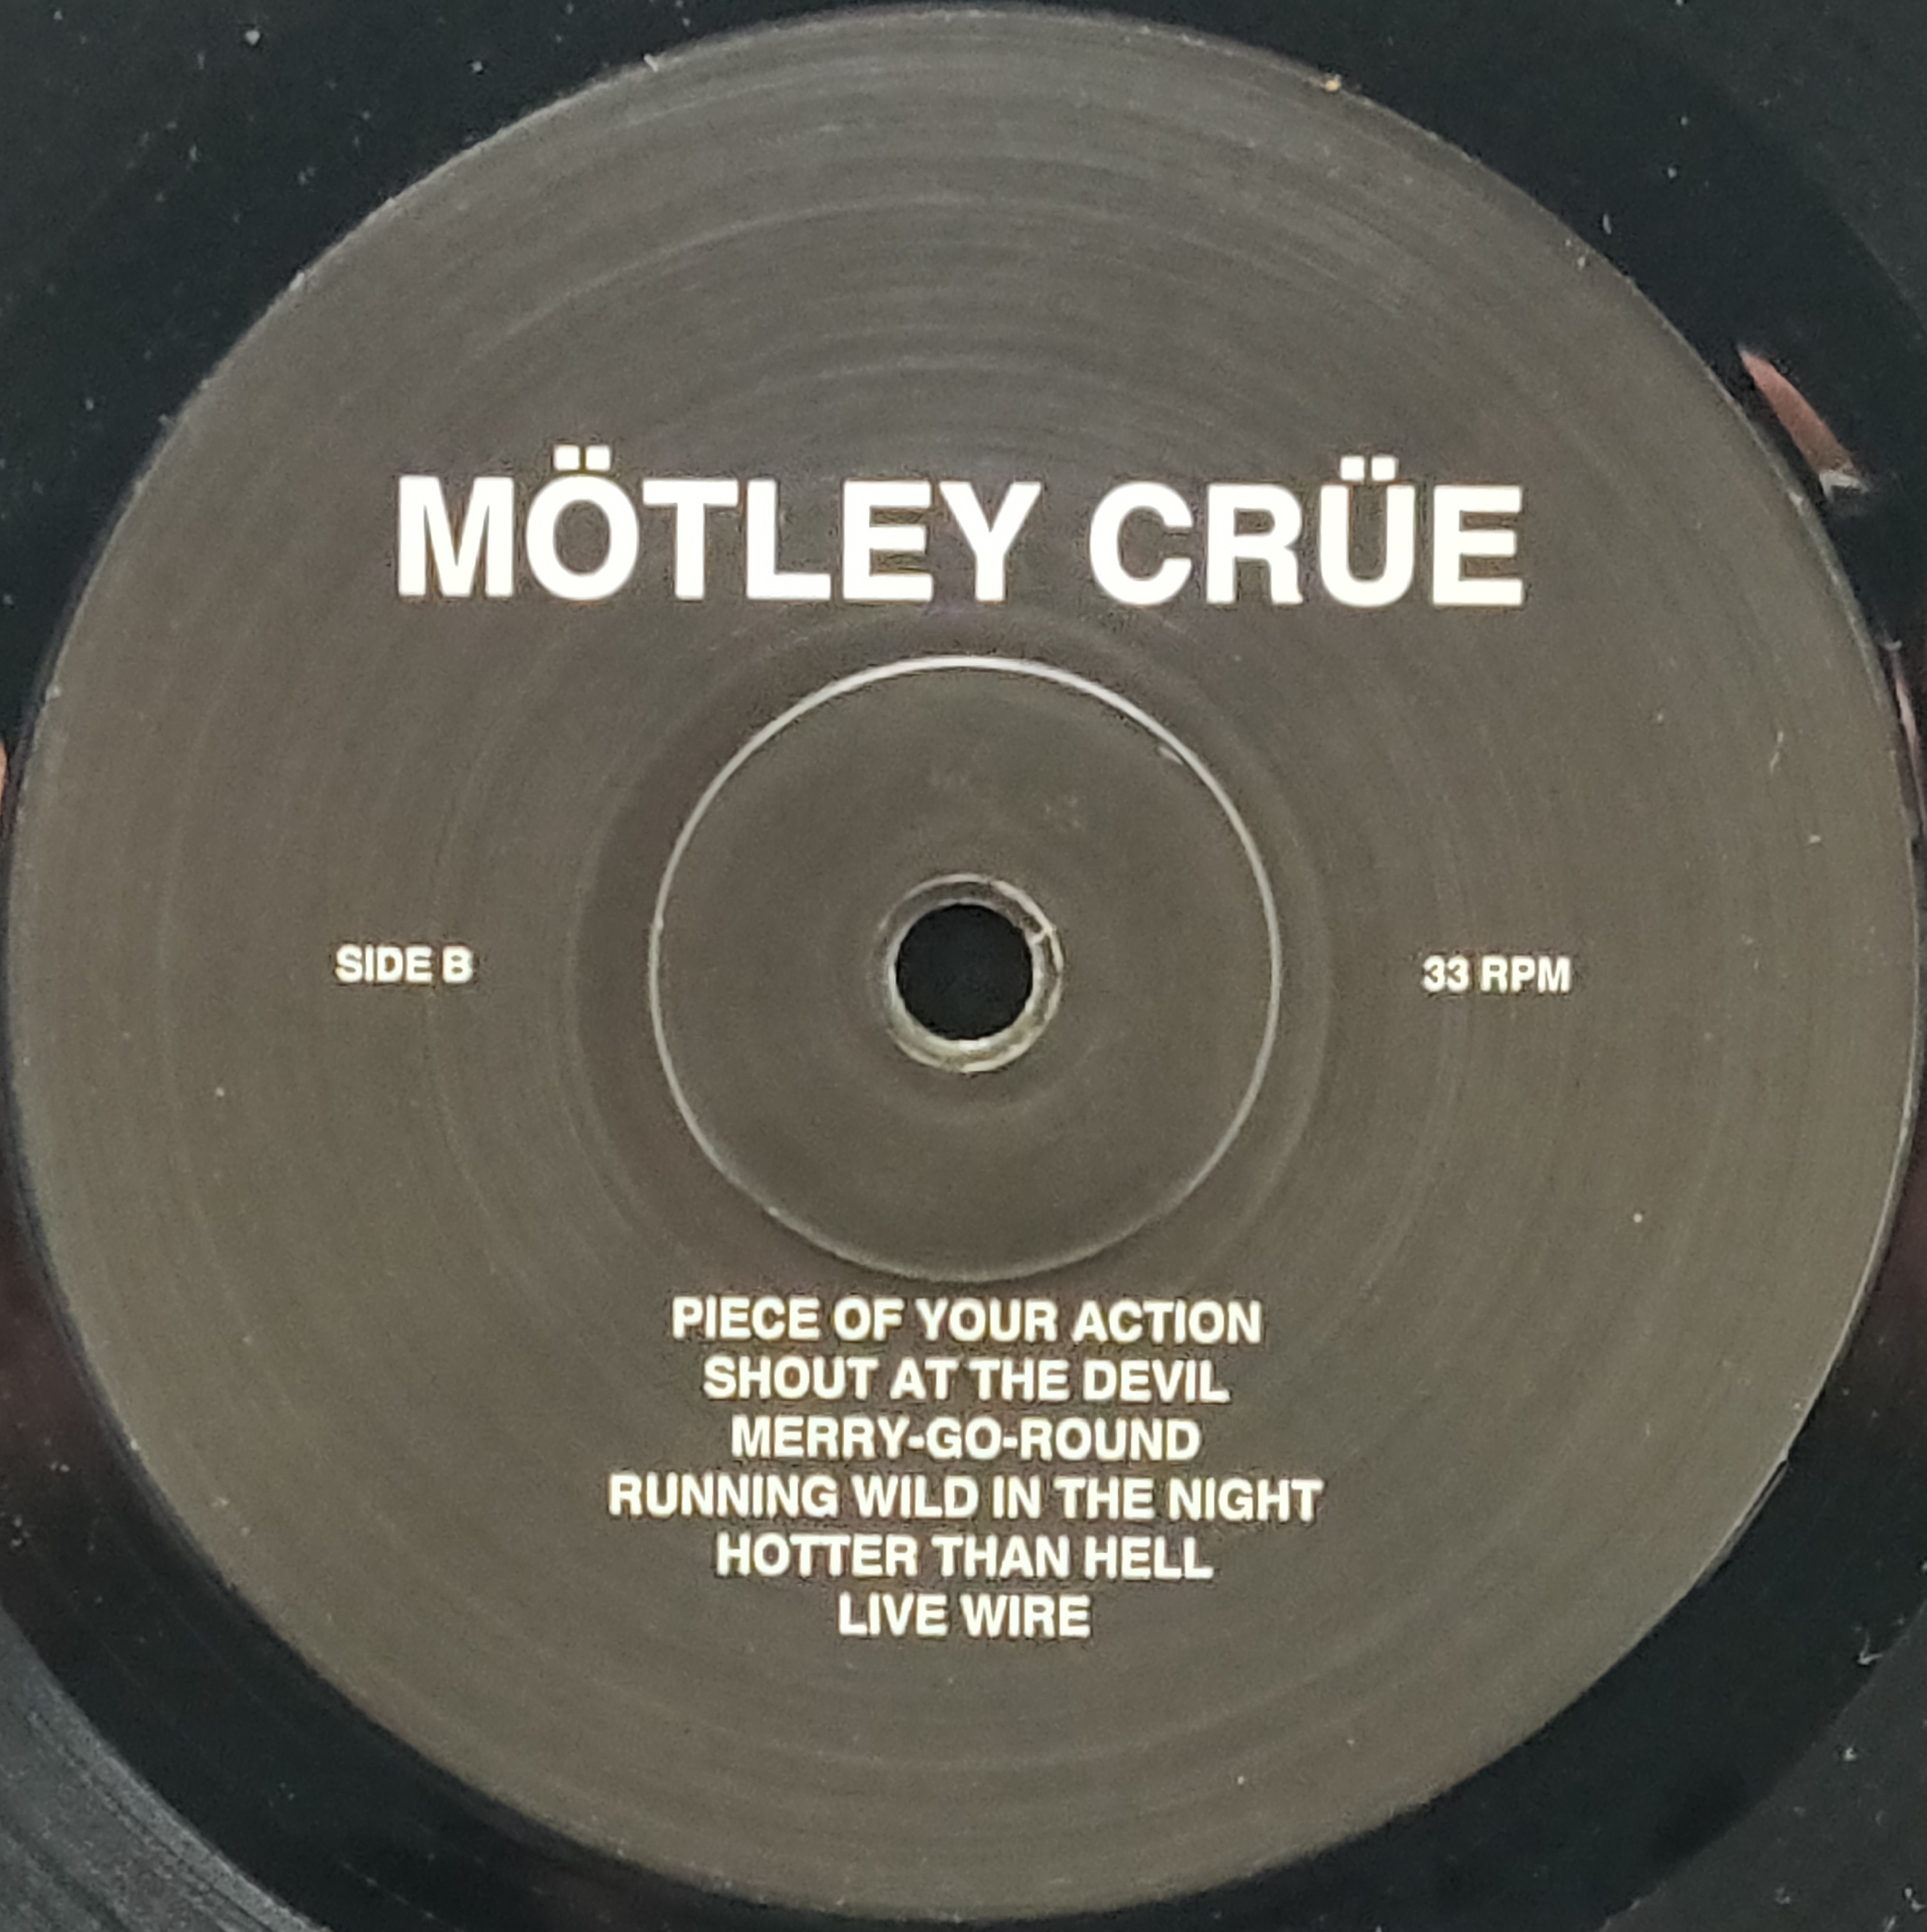 MÖTLEY CRÜE
SIDE B
33 RPM
PIECE OF YOUR ACTION
SHOUT AT THE DEVIL
MERRY-GO-ROUND
RUNNING WILD IN THE NIGHT
HOTTER THAN HELL
LIVE WIRE